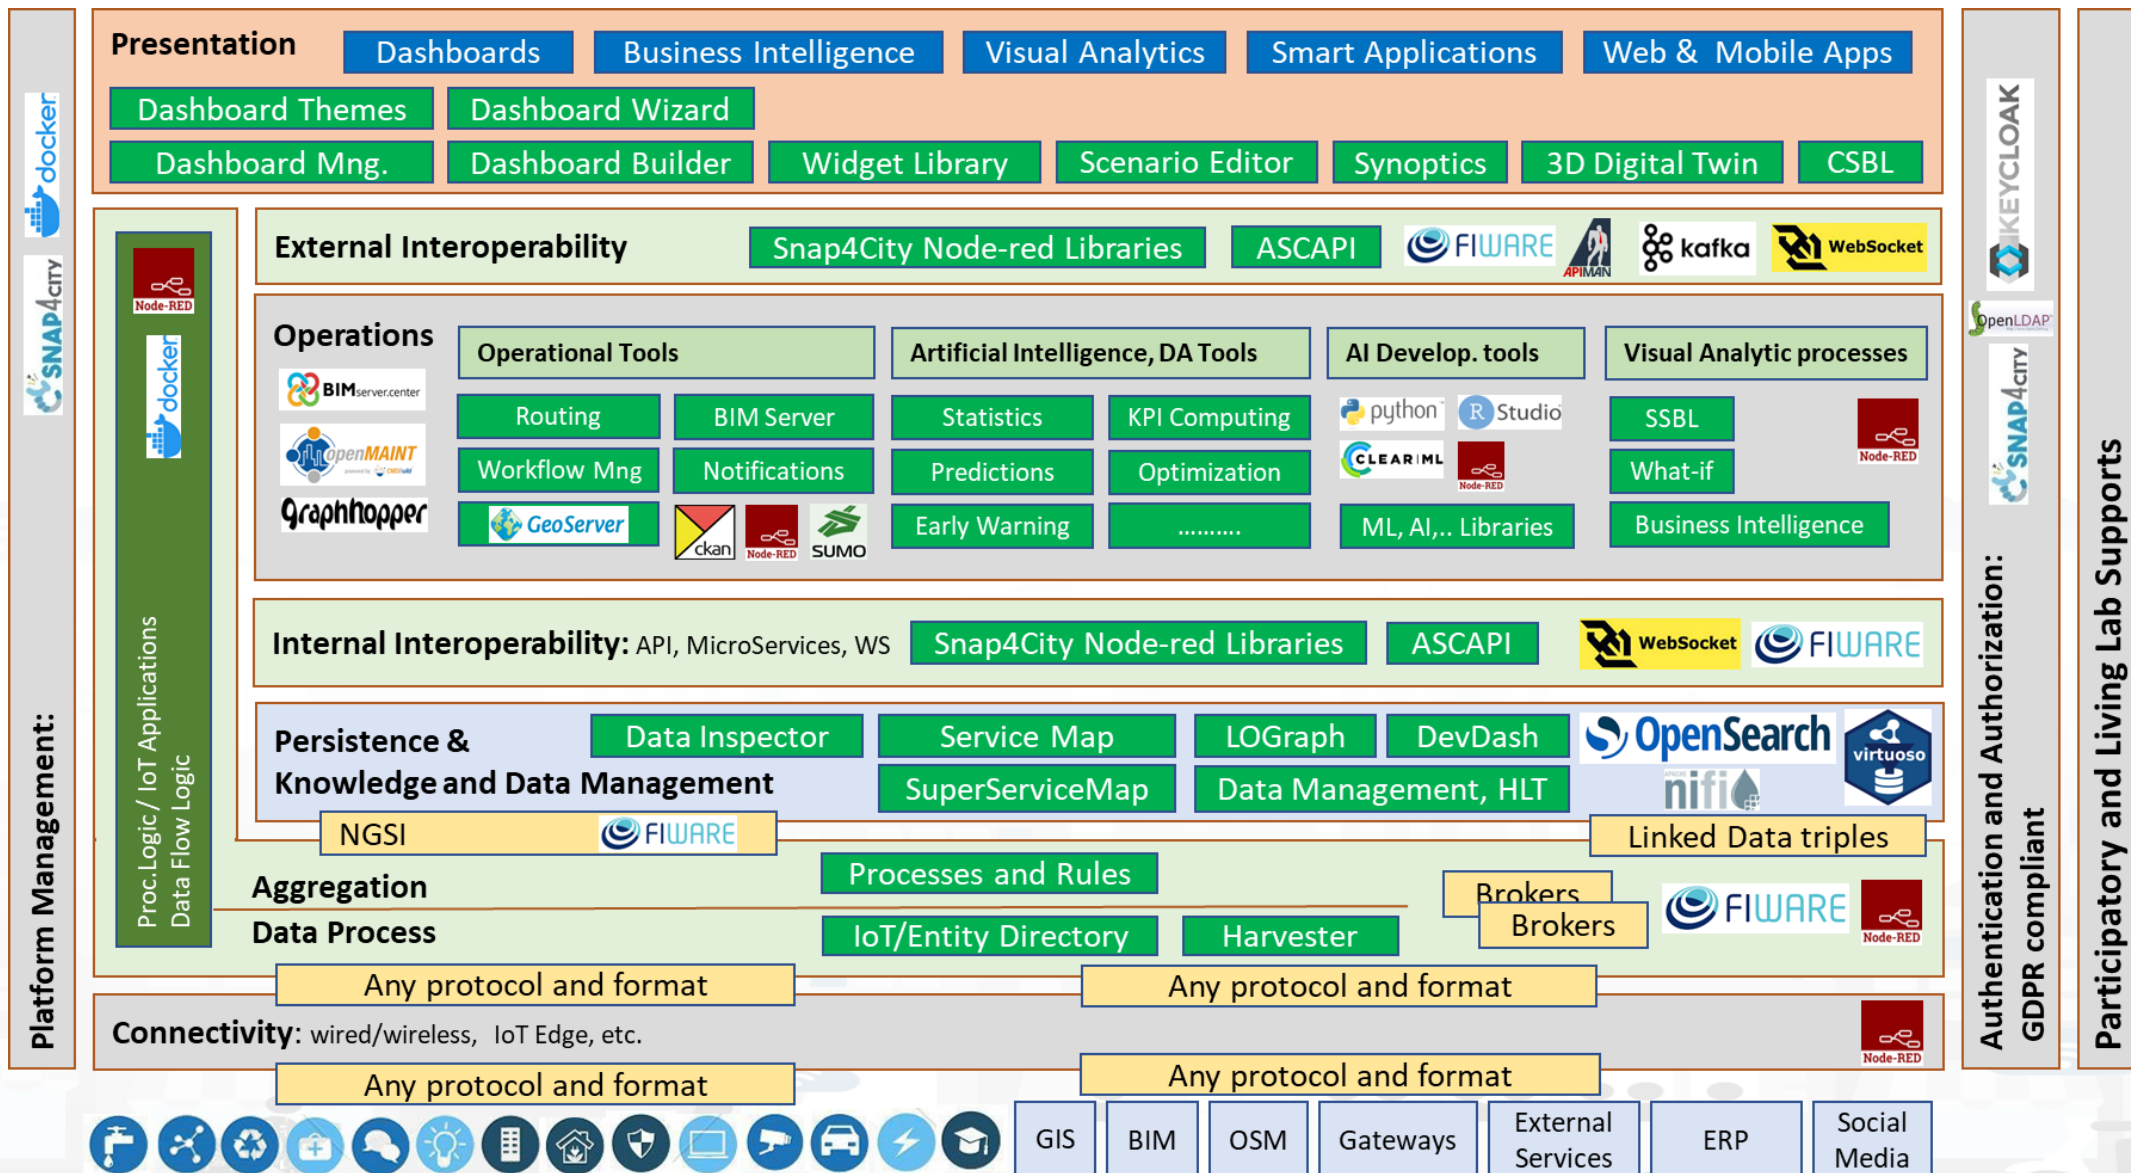 Presentation
Dashboards
Business Intelligence
Visual Analytics
Smart Applications
Web & Mobile Apps
Dashboard Themes
Dashboard Wizard
Dashboard Mng.
Dashboard Builder
Widget Library
Scenario Editor
Synoptics
3D Digital Twin
CSBL
External Interoperability
Snap4City Node-red Libraries
ASCAPI
FIWARE
APIMAN
kafka
WebSocket
Operations
BIMserver.center
openMAINT
Graphhopper
Operational Tools
Routing
BIM Server
Workflow Mng
Notifications
GeoServer
ckan
Node-RED
SUMO
Artificial Intelligence, DA Tools
Statistics
KPI Computing
Predictions
Optimization
Early Warning
..........
AI Develop. tools
python
R Studio
CLEAR|ML
Node-RED
ML, AI,.. Libraries
Visual Analytic processes
SSBL
What-if
Node-RED
Business Intelligence
Internal Interoperability: API, MicroServices, WS
Snap4City Node-red Libraries
ASCAPI
WebSocket
FIWARE
Persistence &
Knowledge and Data Management
Data Inspector
Service Map
LOGraph
DevDash
SuperServiceMap
Data Management, HLT
OpenSearch
nifi
virtuoso
NGSI
FIWARE
Linked Data triples
Aggregation
Processes and Rules
Data Process
IoT/Entity Directory
Harvester
Brokers
Brokers
FIWARE
Node-RED
Any protocol and format
Any protocol and format
Connectivity: wired/wireless, IoT Edge, etc.
Node-RED
Any protocol and format
Any protocol and format
GIS
BIM
OSM
Gateways
External
Services
ERP
Social
Media
Node-RED
docker
Proc.Logic / IoT Applications
Data Flow Logic
docker
SNAP4CITY
Platform Management:
KEYCLOAK
OpenLDAP
SNAP4CITY
Authentication and Authorization:
GDPR compliant
Participatory and Living Lab Supports